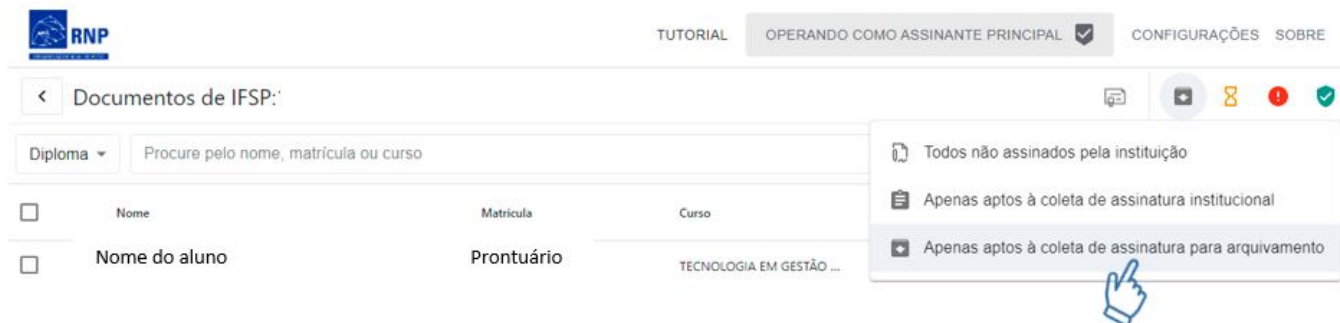 RNP
TUTORIAL OPERANDO COMO ASSINANTE PRINCIPAL CONFIGURAÇÕES SOBRE
Documentos de IFSP:
Diploma Procure pelo nome, matrícula ou curso
Todos não assinados pela instituição
Apenas aptos à coleta de assinatura institucional
Apenas aptos à coleta de assinatura para arquivamento
Nome Matrícula Curso
Nome do aluno Prontuário TECNOLOGIA EM GESTÃO ...